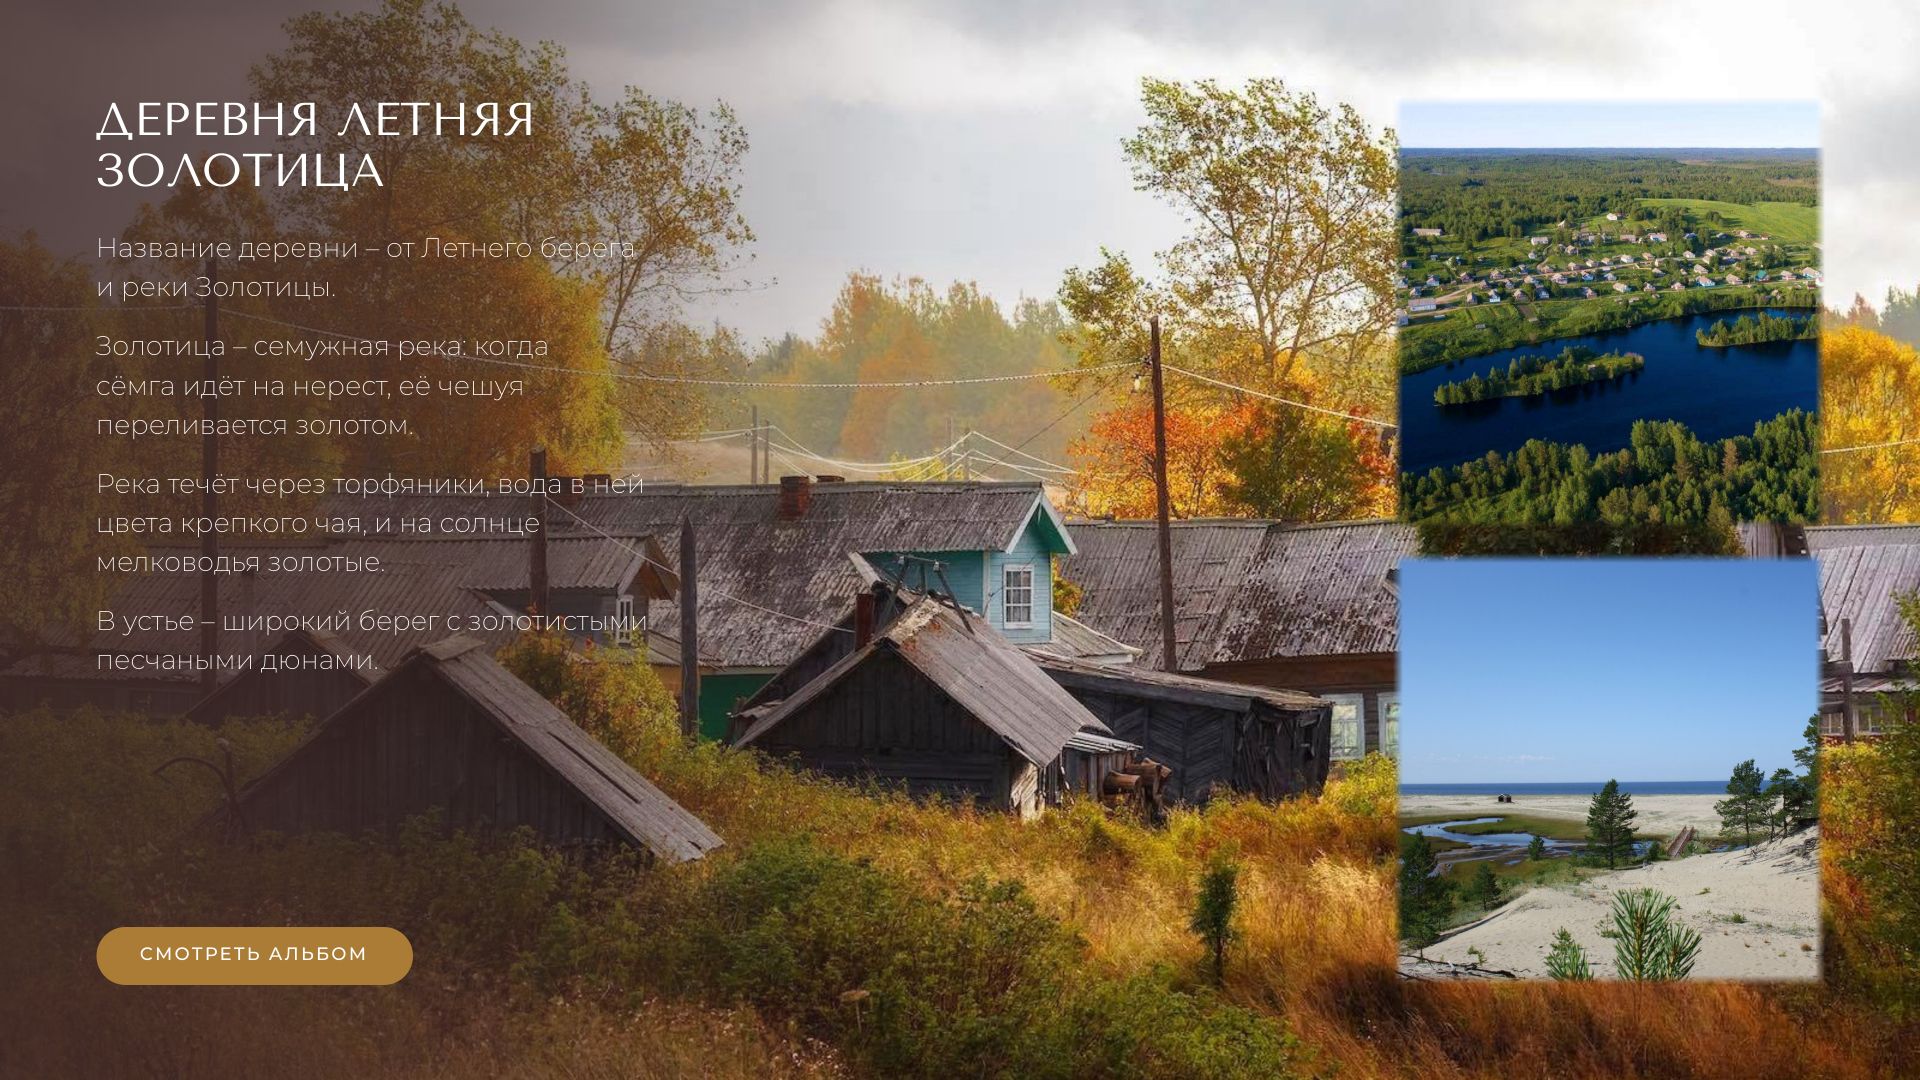 ДЕРЕВНЯ ЛЕТНЯЯ
ЗОЛОТИЦА
Название деревни – от Летнего берега
и реки Золотицы.
Золотица – семужная река: когда
сёмга идёт на нерест, её чешуя
переливается золотом.
Река течёт через торфяники, вода в ней
цвета крепкого чая, и на солнце
мелководья золотые.
В устье – широкий берег с золотистыми
песчаными дюнами.
СМОТРЕТЬ АЛЬБОМ